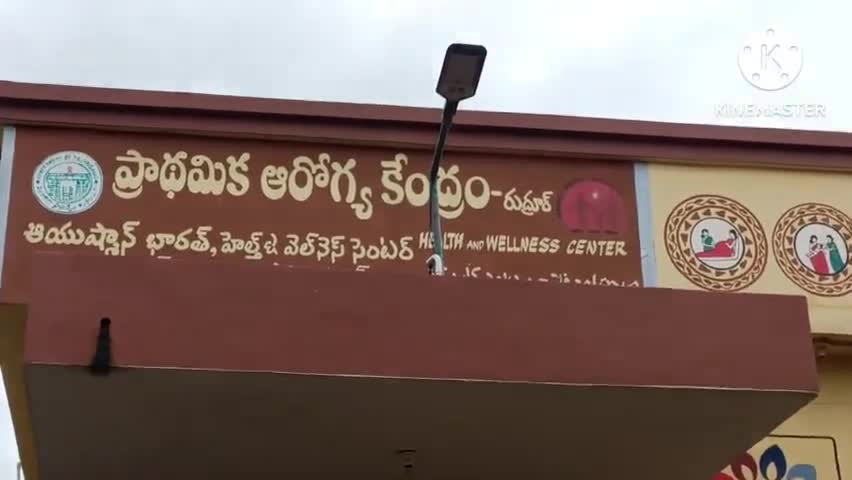 ప్రాథమిక ఆరోగ్య కేంద్రం-రుద్రూర్
ఆయుష్మాన్ భారత్, హెల్త్ & వెల్‌నెస్ సెంటర్ HEALTH AND WELLNESS CENTER
KINEMASTER